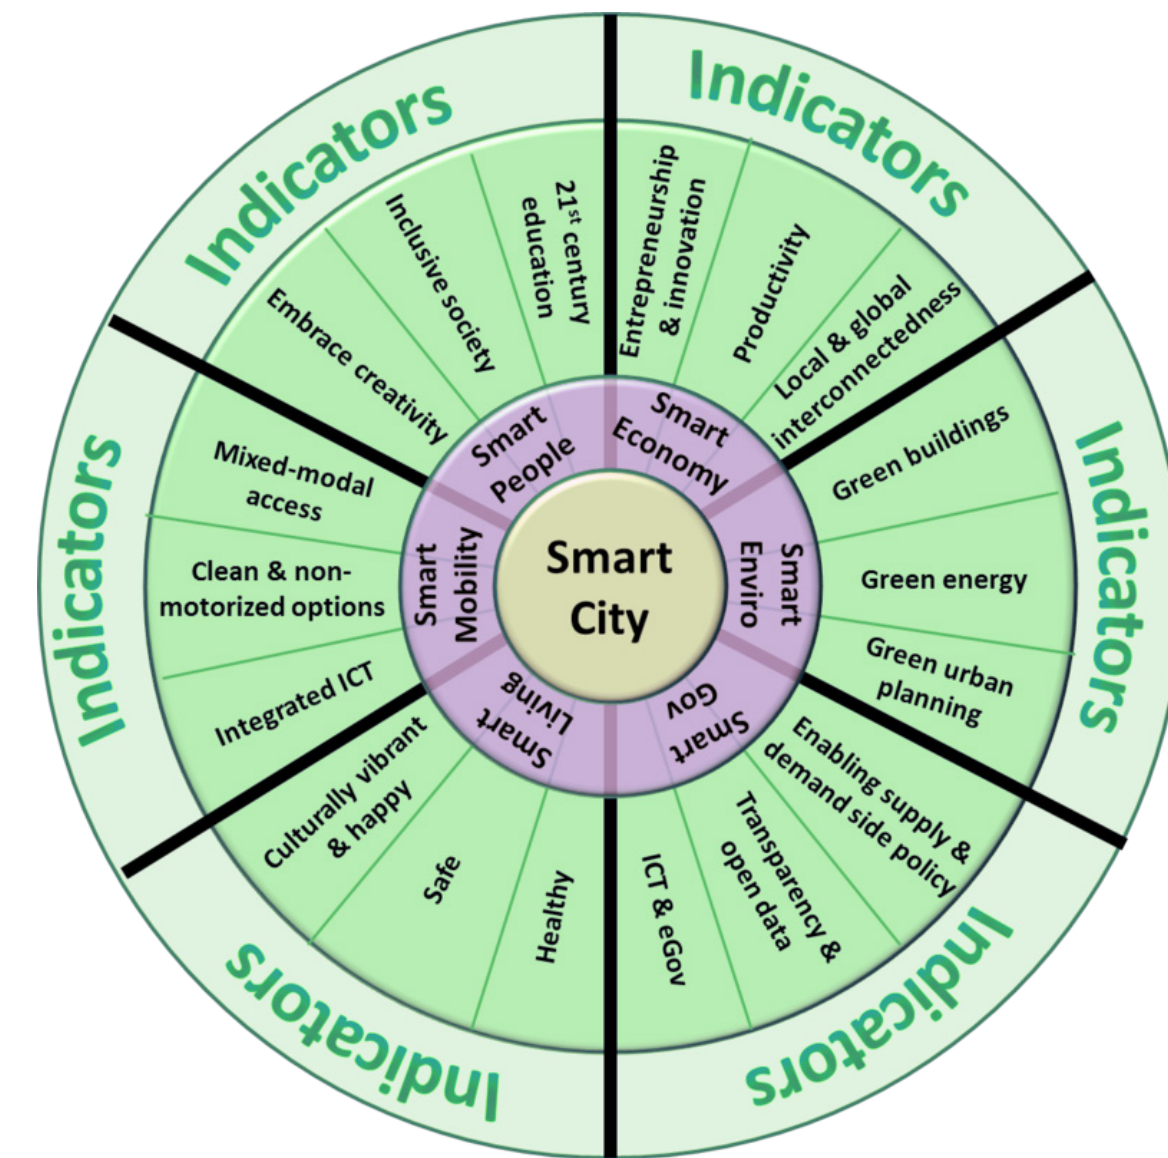 Smart
City
Smart
Economy
Entrepreneurship
& innovation
Productivity
Local & global
interconnectedness
Indicators
Smart
Enviro
Green buildings
Green energy
Green urban
planning
Indicators
Smart
Gov
Enabling supply &
demand side policy
Transparency &
open data
ICT & eGov
Indicators
Smart
Living
Healthy
Safe
Culturally vibrant
& happy
Indicators
Smart
Mobility
Integrated ICT
Clean & non-
motorized options
Mixed-modal
access
Indicators
Smart
People
Embrace creativity
Inclusive society
21st century
education
Indicators